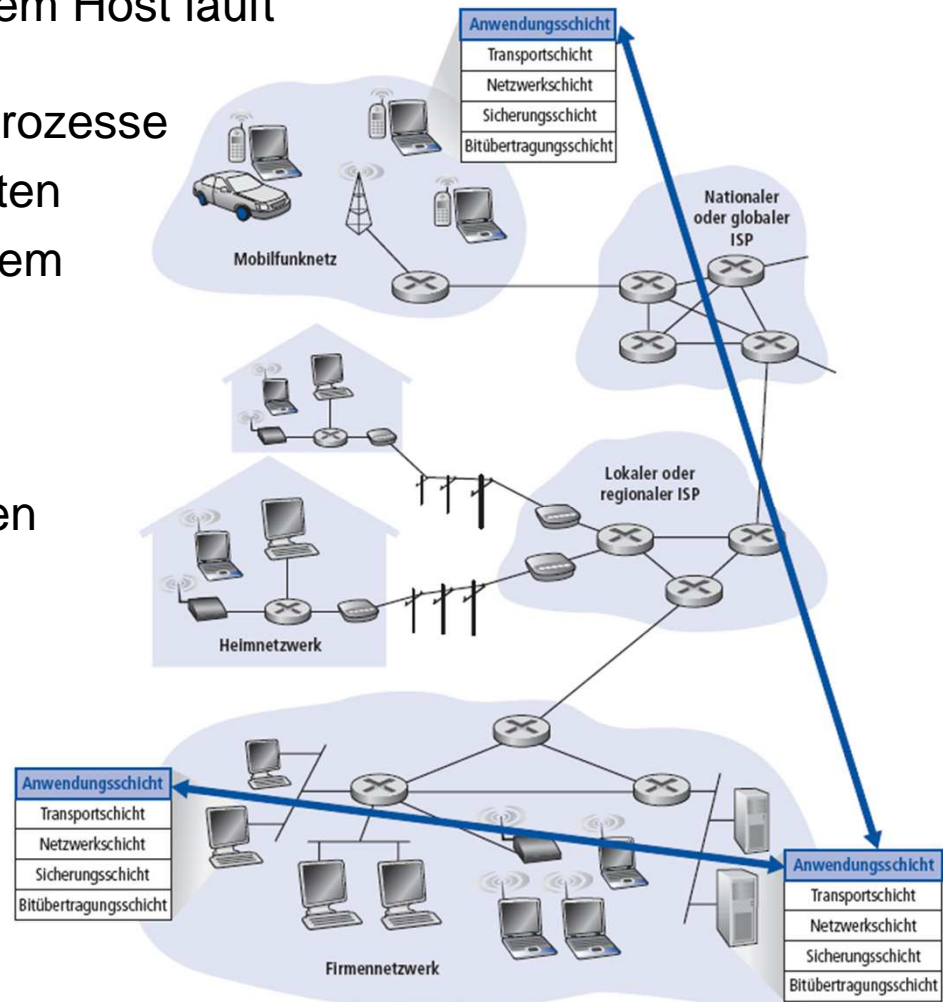 em Host läuft
rozesse
ten
em
en
Anwendungsschicht
Transportschicht
Netzwerkschicht
Sicherungsschicht
Bitübertragungsschicht
Mobilfunknetz
Nationaler
oder globaler
ISP
Lokaler oder
regionaler ISP
Heimnetzwerk
Anwendungsschicht
Transportschicht
Netzwerkschicht
Sicherungsschicht
Bitübertragungsschicht
Firmennetzwerk
Anwendungsschicht
Transportschicht
Netzwerkschicht
Sicherungsschicht
Bitübertragungsschicht